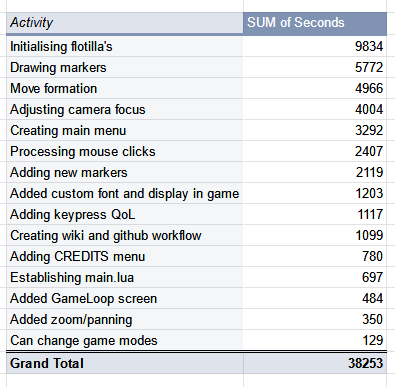 Activity SUM of Seconds
Initialising flotilla's 9834
Drawing markers 5772
Move formation 4966
Adjusting camera focus 4004
Creating main menu 3292
Processing mouse clicks 2407
Adding new markers 2119
Added custom font and display in game 1203
Adding keypress QoL 1117
Creating wiki and github workflow 1099
Adding CREDITS menu 780
Establishing main.lua 697
Added GameLoop screen 484
Added zoom/panning 350
Can change game modes 129
Grand Total 38253